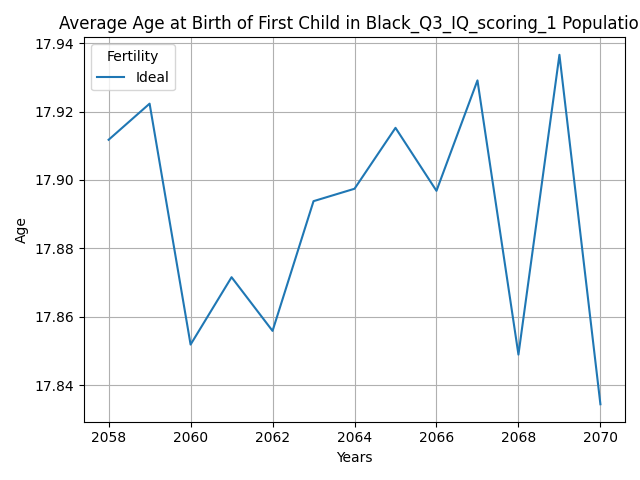 Average Age at Birth of First Child in Black_Q3_IQ_scoring_1 Populatio
17.94
17.92
17.90
17.88
17.86
17.84
Age
Fertility
Ideal
2058 2060 2062 2064 2066 2068 2070
Years